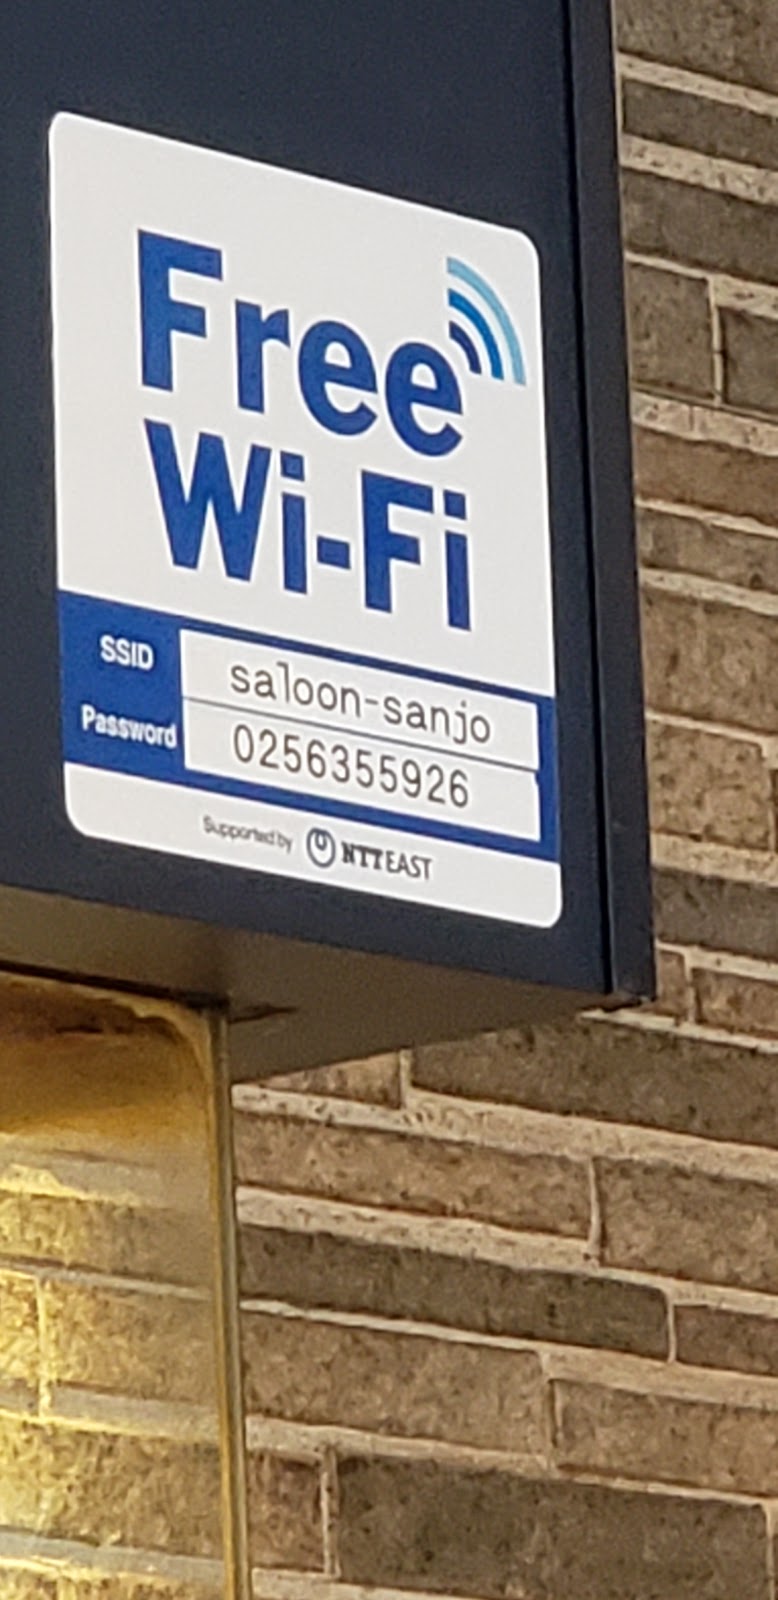 Free
Wi-Fi
SSID saloon-sanjo
Password 0256355926
Supported by NTT EAST